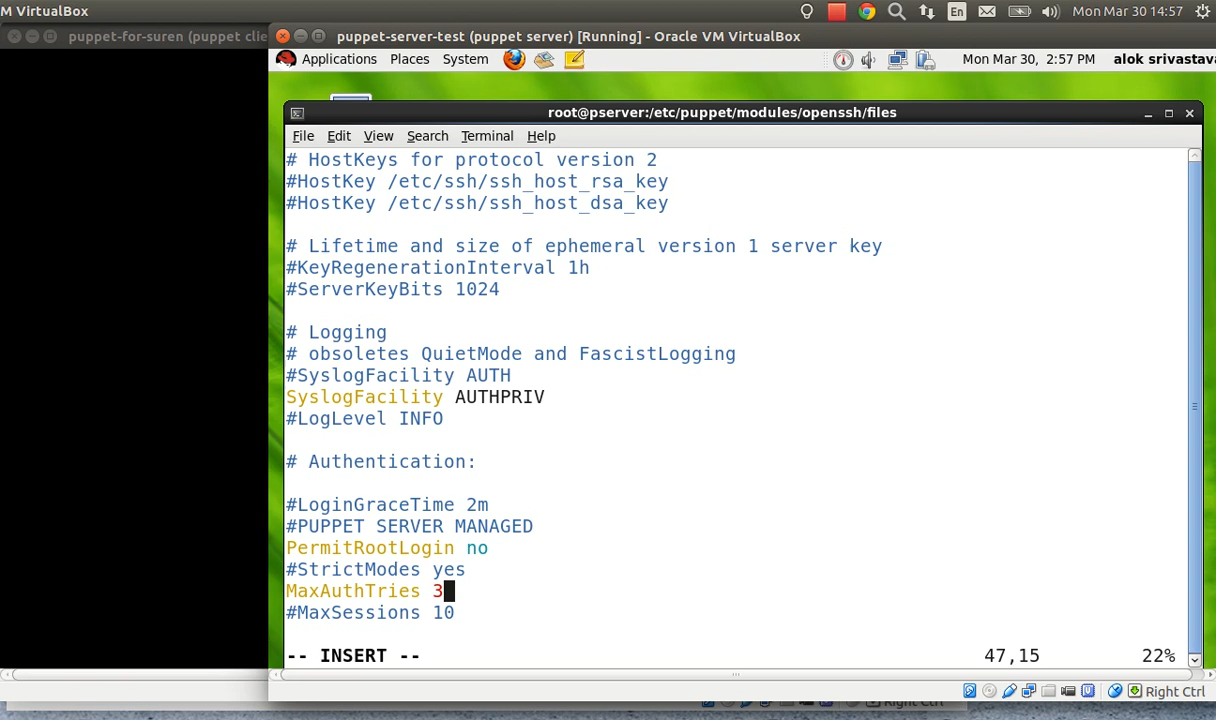 M VirtualBox
En
Mon Mar 30 14:57
puppet-for-suren (puppet clie
puppet-server-test (puppet server) [Running] - Oracle VM VirtualBox
Applications Places System
Mon Mar 30, 2:57 PM
alok srivastava
root@pserver:/etc/puppet/modules/openssh/files
File Edit View Search Terminal Help
# HostKeys for protocol version 2
#HostKey /etc/ssh/ssh_host_rsa_key
#HostKey /etc/ssh/ssh_host_dsa_key
# Lifetime and size of ephemeral version 1 server key
#KeyRegenerationInterval 1h
#ServerKeyBits 1024
# Logging
# obsoletes QuietMode and FascistLogging
#SyslogFacility AUTH
SyslogFacility AUTHPRIV
#LogLevel INFO
# Authentication:
#LoginGraceTime 2m
#PUPPET SERVER MANAGED
PermitRootLogin no
#StrictModes yes
MaxAuthTries 3
#MaxSessions 10
-- INSERT -- 47,15 22%
Right Ctrl
Right Ctrl